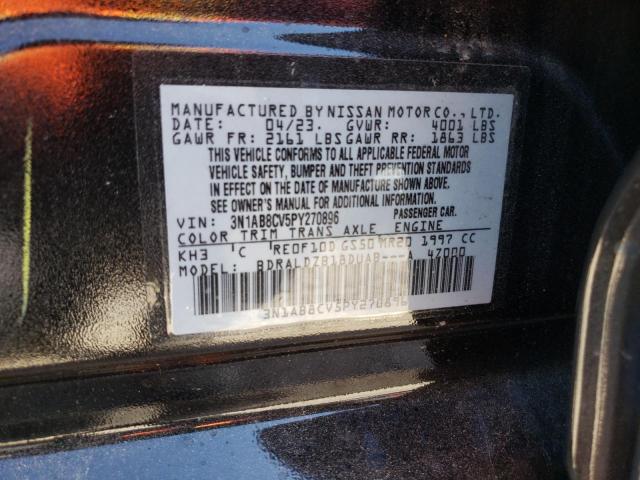 MANUFACTURED BY NISSAN MOTOR CO., LTD.
DATE: 04/23. GVWR: 4001 LBS
GAWR FR: 2161 LBS GAWR RR: 1863 LBS
THIS VEHICLE CONFORMS TO ALL APPLICABLE FEDERAL MOTOR
VEHICLE SAFETY, BUMPER AND THEFT PREVENTION STANDARDS
IN EFFECT ON THE DATE OF MANUFACTURE SHOWN ABOVE.
SEE OWNER'S MANUAL FOR ADDITIONAL INFORMATION.
VIN: 3N1AB8CV5PY270896 PASSENGER CAR.
COLOR TRIM TRANS AXLE ENGINE
KH3 'C RE0F10D GS50 MR20 1997 CC
MODEL: BDRALDZB18DUAB---A 47000
3N1AB8CV5PY270896